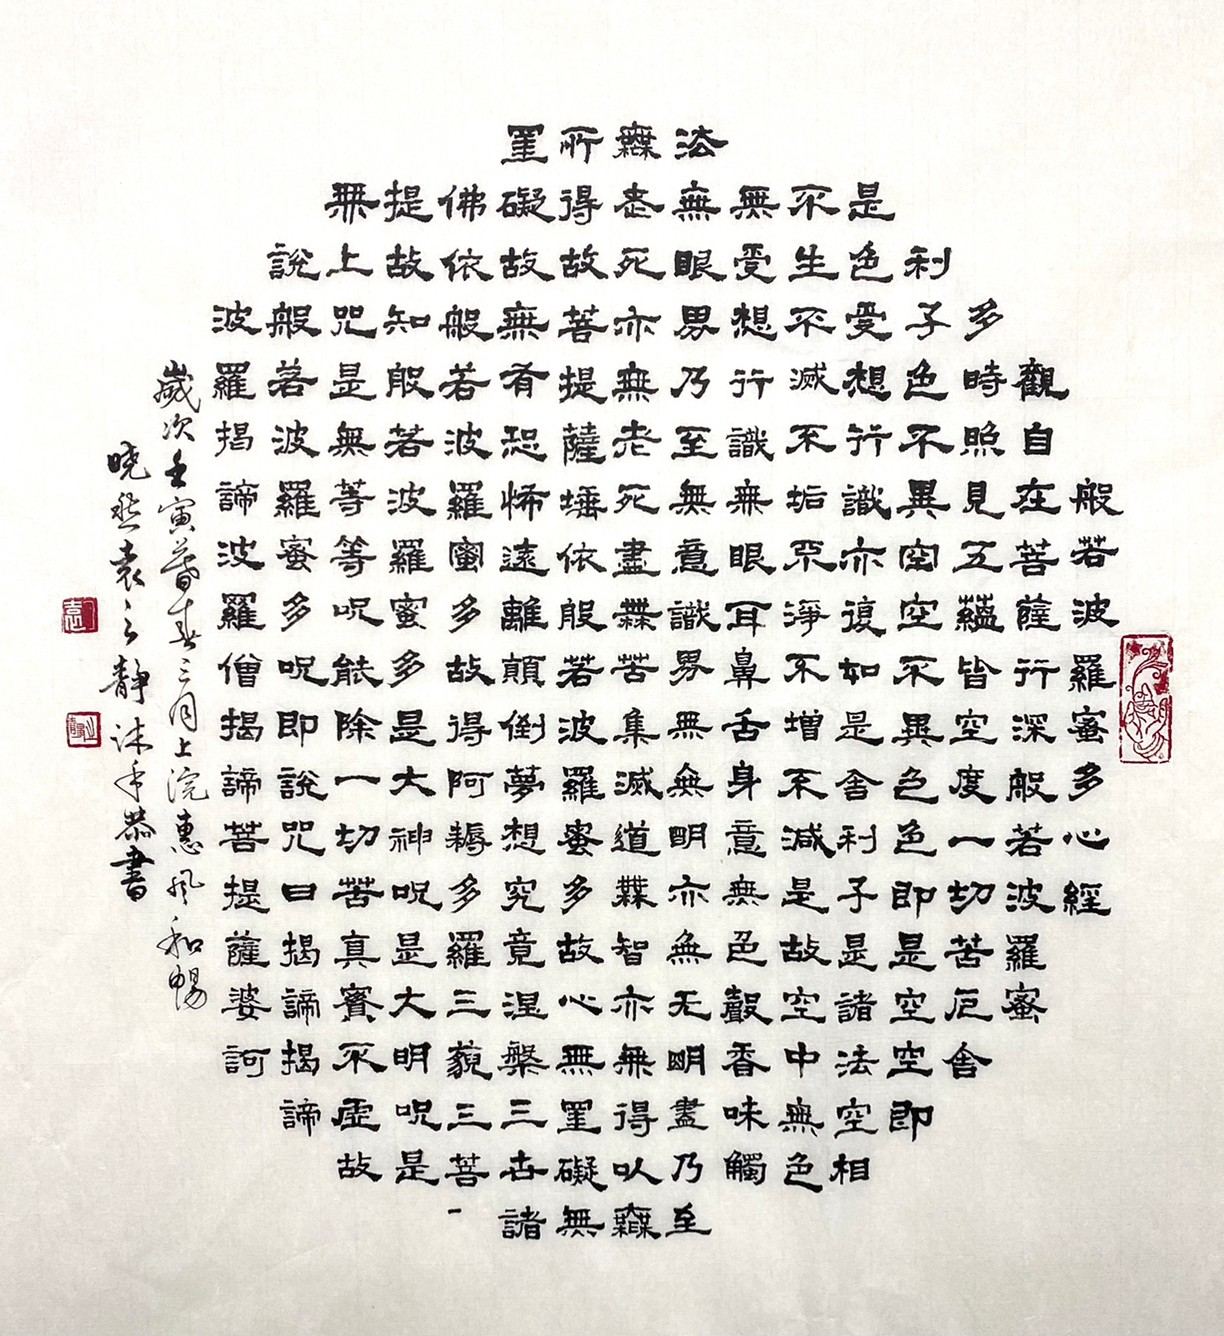 般若波羅蜜多心經
觀自在菩薩行深般若波羅蜜
多時照見五蘊皆空度一切苦厄舍
利子色不異空空不異色色即是空空即
是色受想行識亦復如是舍利子是諸法空相
不生不滅不垢不淨不增不減是故空中無色
無受想行識無眼耳鼻舌身意無色聲香味觸
法無眼界乃至無意識界無無明亦無无明盡乃至
無老死亦無老死盡無苦集滅道無智亦無得以無
所得故菩提薩埵依般若波羅蜜多故心無罣礙無
罣礙故無有恐怖遠離顛倒夢想究竟涅槃三世諸
佛依般若波羅蜜多故得阿耨多羅三藐三菩
提故知般若波羅蜜多是大神呪是大明呪是
無上咒是無等等呪能除一切苦真實不虛故
說般若波羅蜜多呪即說咒曰揭諦揭諦
波羅揭諦波羅僧揭諦菩提薩婆訶
歲次壬寅暮春三月上浣惠風和暢
曉然袁之靜沐手恭書